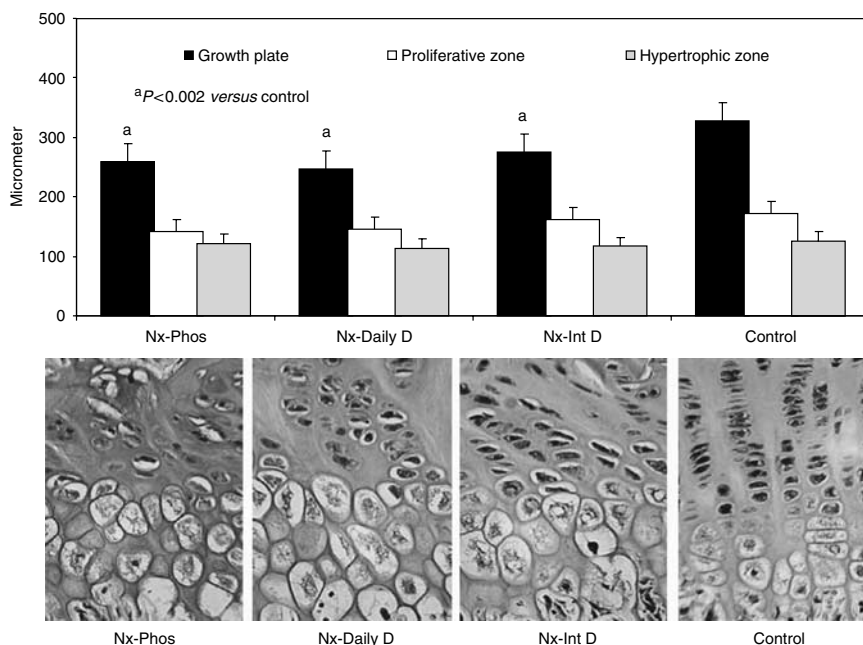 500
400
300
200
100
0
Micrometer
Growth plate
Proliferative zone
Hypertrophic zone
aP<0.002 versus control
a
a
a
Nx-Phos
Nx-Daily D
Nx-Int D
Control
Nx-Phos
Nx-Daily D
Nx-Int D
Control